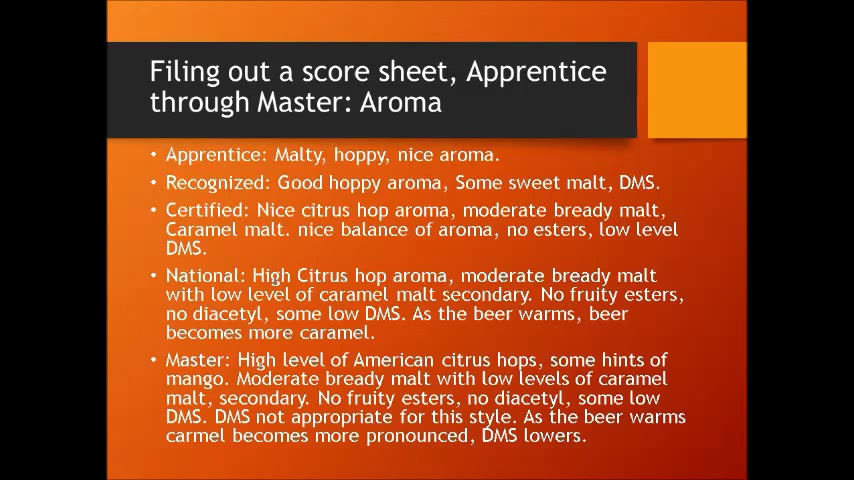 Filing out a score sheet, Apprentice
through Master: Aroma
• Apprentice: Malty, hoppy, nice aroma.
• Recognized: Good hoppy aroma, Some sweet malt, DMS.
• Certified: Nice citrus hop aroma, moderate bready malt,
Caramel malt. nice balance of aroma, no esters, low level
DMS.
• National: High Citrus hop aroma, moderate bready malt
with low level of caramel malt secondary. No fruity esters,
no diacetyl, some low DMS. As the beer warms, beer
becomes more caramel.
• Master: High level of American citrus hops, some hints of
mango. Moderate bready malt with low levels of caramel
malt, secondary. No fruity esters, no diacetyl, some low
DMS. DMS not appropriate for this style. As the beer warms
carmel becomes more pronounced, DMS lowers.